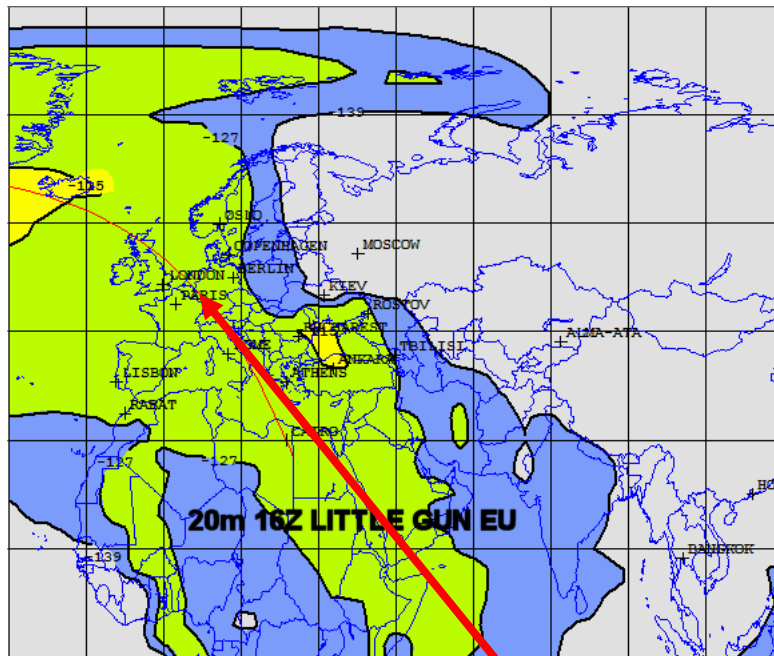 -139
-127
-115
OSLO
COPENHAGEN
MOSCOW
BERLIN
LONDON
KIEV
PARIS
ROSTOV
ALMA-ATA
TBILISI
ANKARA
LISBON
ATHENS
RABAT
CAIRO
-127
-127
20m 16Z LITTLE GUN EU
-139
BANGKOK